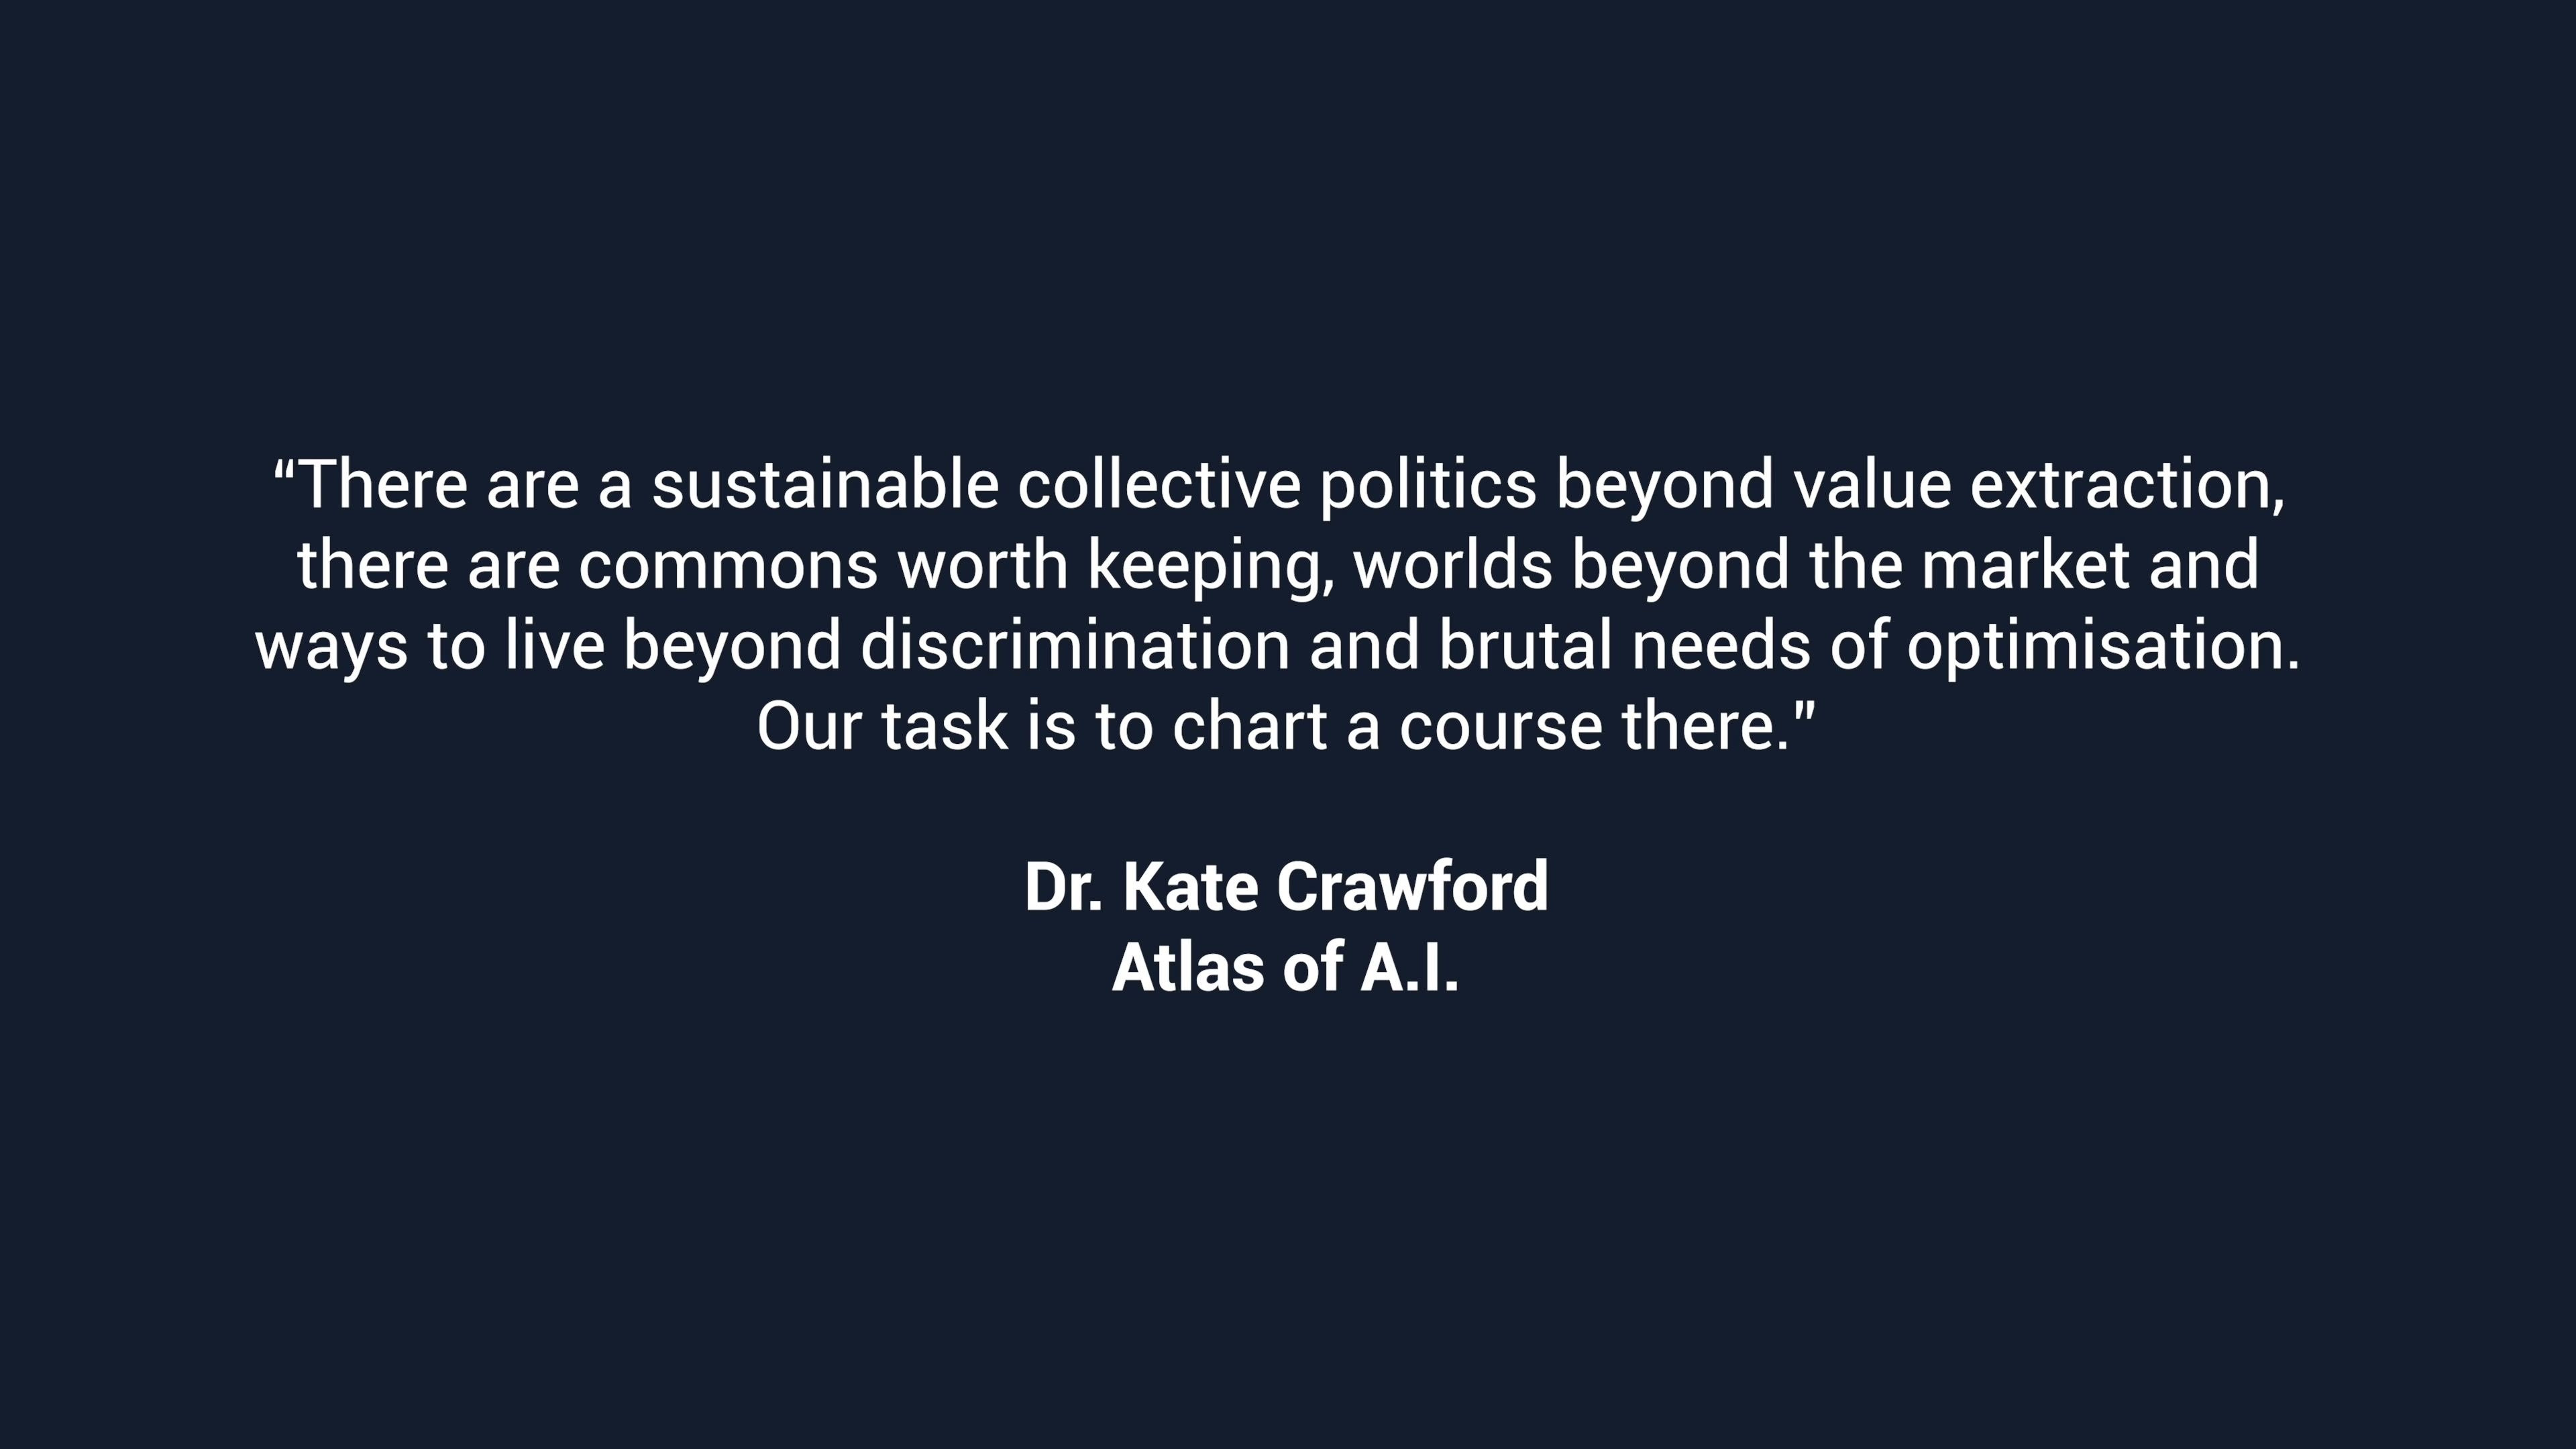 “There are a sustainable collective politics beyond value extraction,
there are commons worth keeping, worlds beyond the market and
ways to live beyond discrimination and brutal needs of optimisation.
Our task is to chart a course there.”
Dr. Kate Crawford
Atlas of A.I.